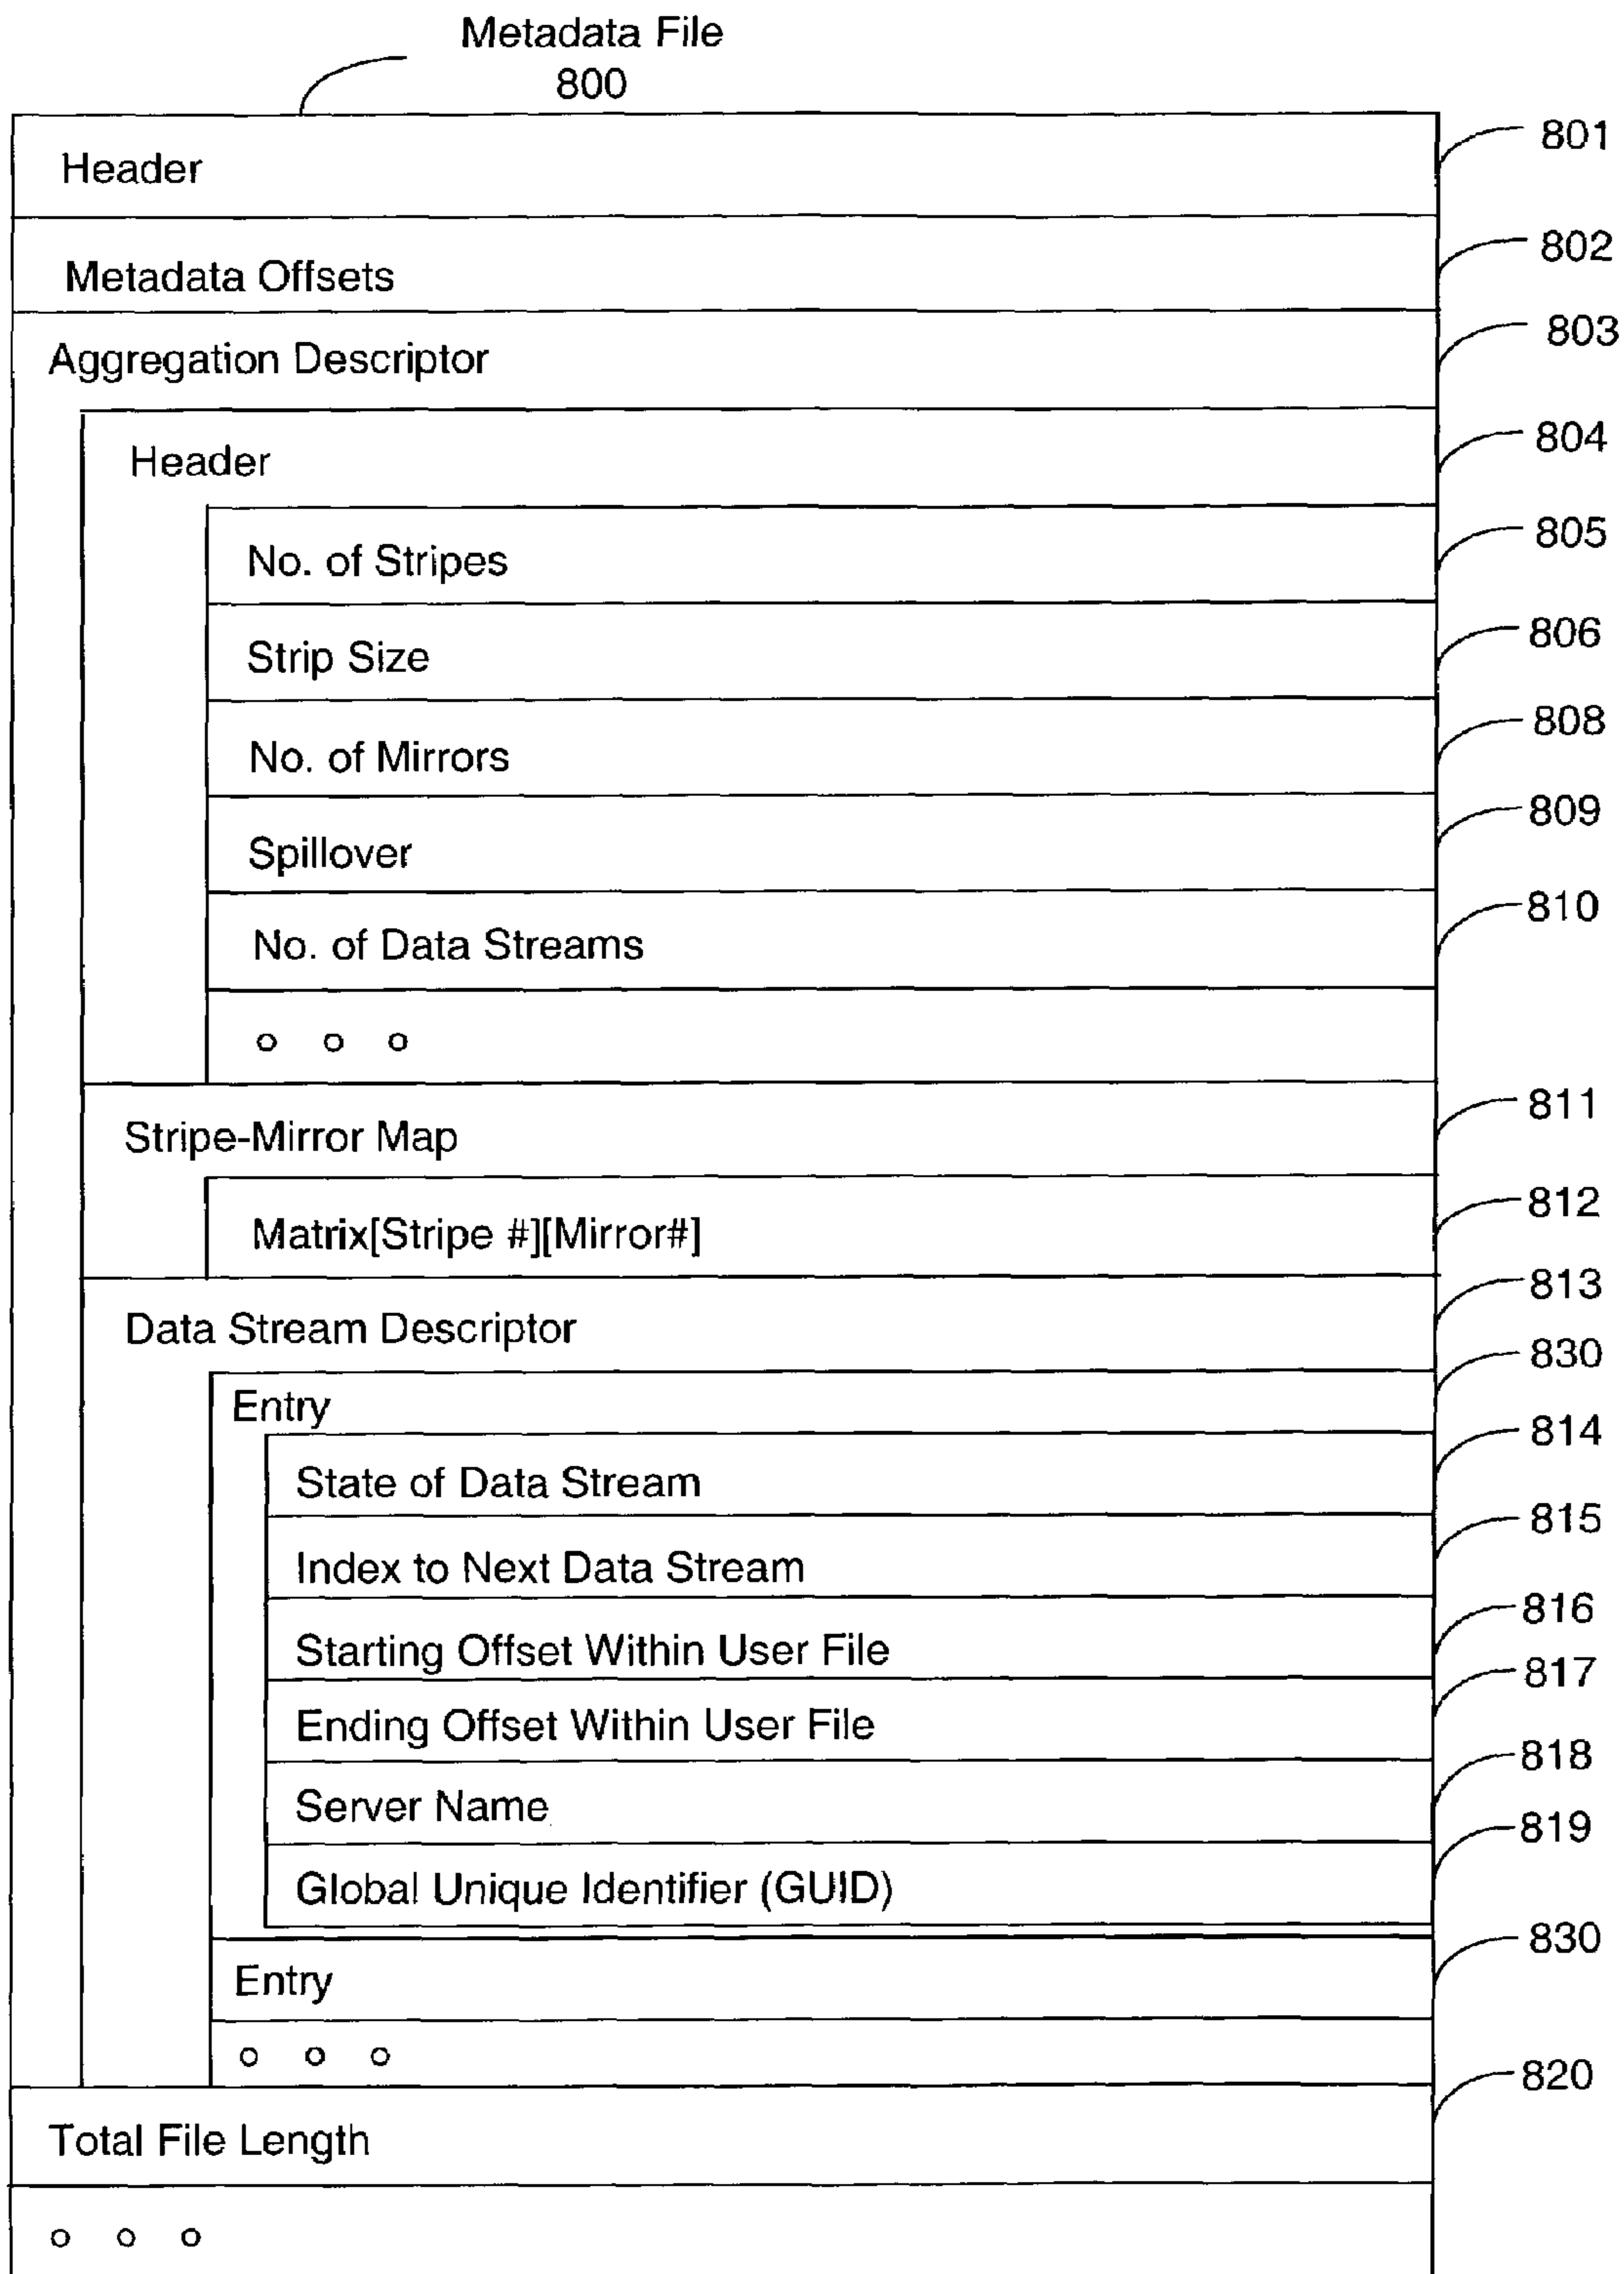 Metadata File
800
Header
801
Metadata Offsets
802
Aggregation Descriptor
803
Header
804
No. of Stripes
805
Strip Size
806
No. of Mirrors
808
Spillover
809
No. of Data Streams
810
Stripe-Mirror Map
811
Matrix[Stripe #][Mirror#]
812
Data Stream Descriptor
813
Entry
830
State of Data Stream
814
Index to Next Data Stream
815
Starting Offset Within User File
816
Ending Offset Within User File
817
Server Name
818
Global Unique Identifier (GUID)
819
Entry
830
Total File Length
820